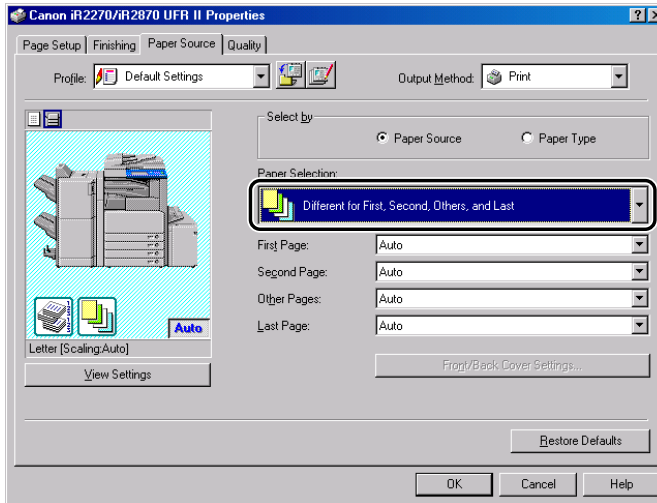 Canon iR2270/iR2870 UFR II Properties
Page Setup Finishing Paper Source Quality
Profile: Default Settings Output Method: Print
Select by
Paper Source Paper Type
Paper Selection:
Different for First, Second, Others, and Last
First Page: Auto
Second Page: Auto
Other Pages: Auto
Last Page: Auto
Auto
Letter [Scaling:Auto]
Front/Back Cover Settings...
View Settings
Restore Defaults
OK Cancel Help